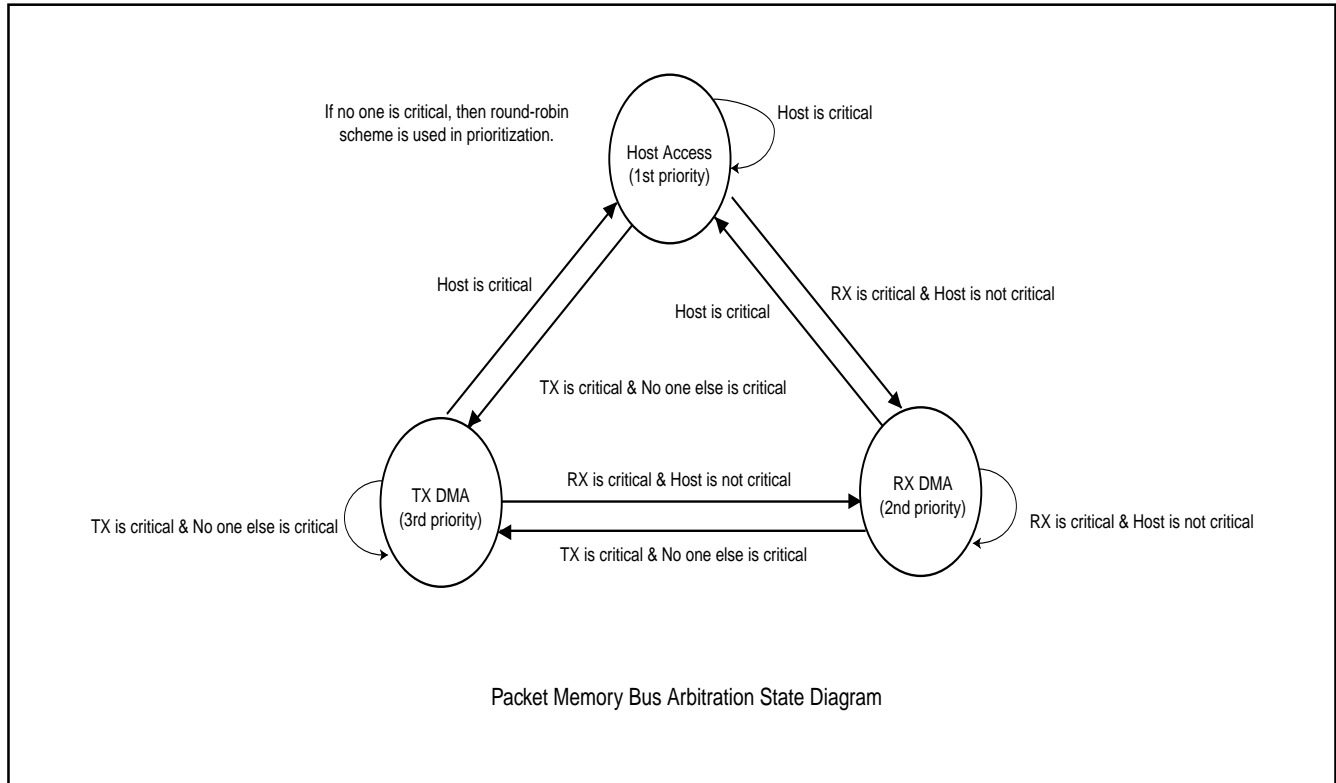 If no one is critical, then round-robin
scheme is used in prioritization.
Host is critical
Host Access
(1st priority)
Host is critical
RX is critical & Host is not critical
Host is critical
TX is critical & No one else is critical
TX DMA
(3rd priority)
RX is critical & Host is not critical
RX DMA
(2nd priority)
TX is critical & No one else is critical
RX is critical & Host is not critical
TX is critical & No one else is critical
Packet Memory Bus Arbitration State Diagram